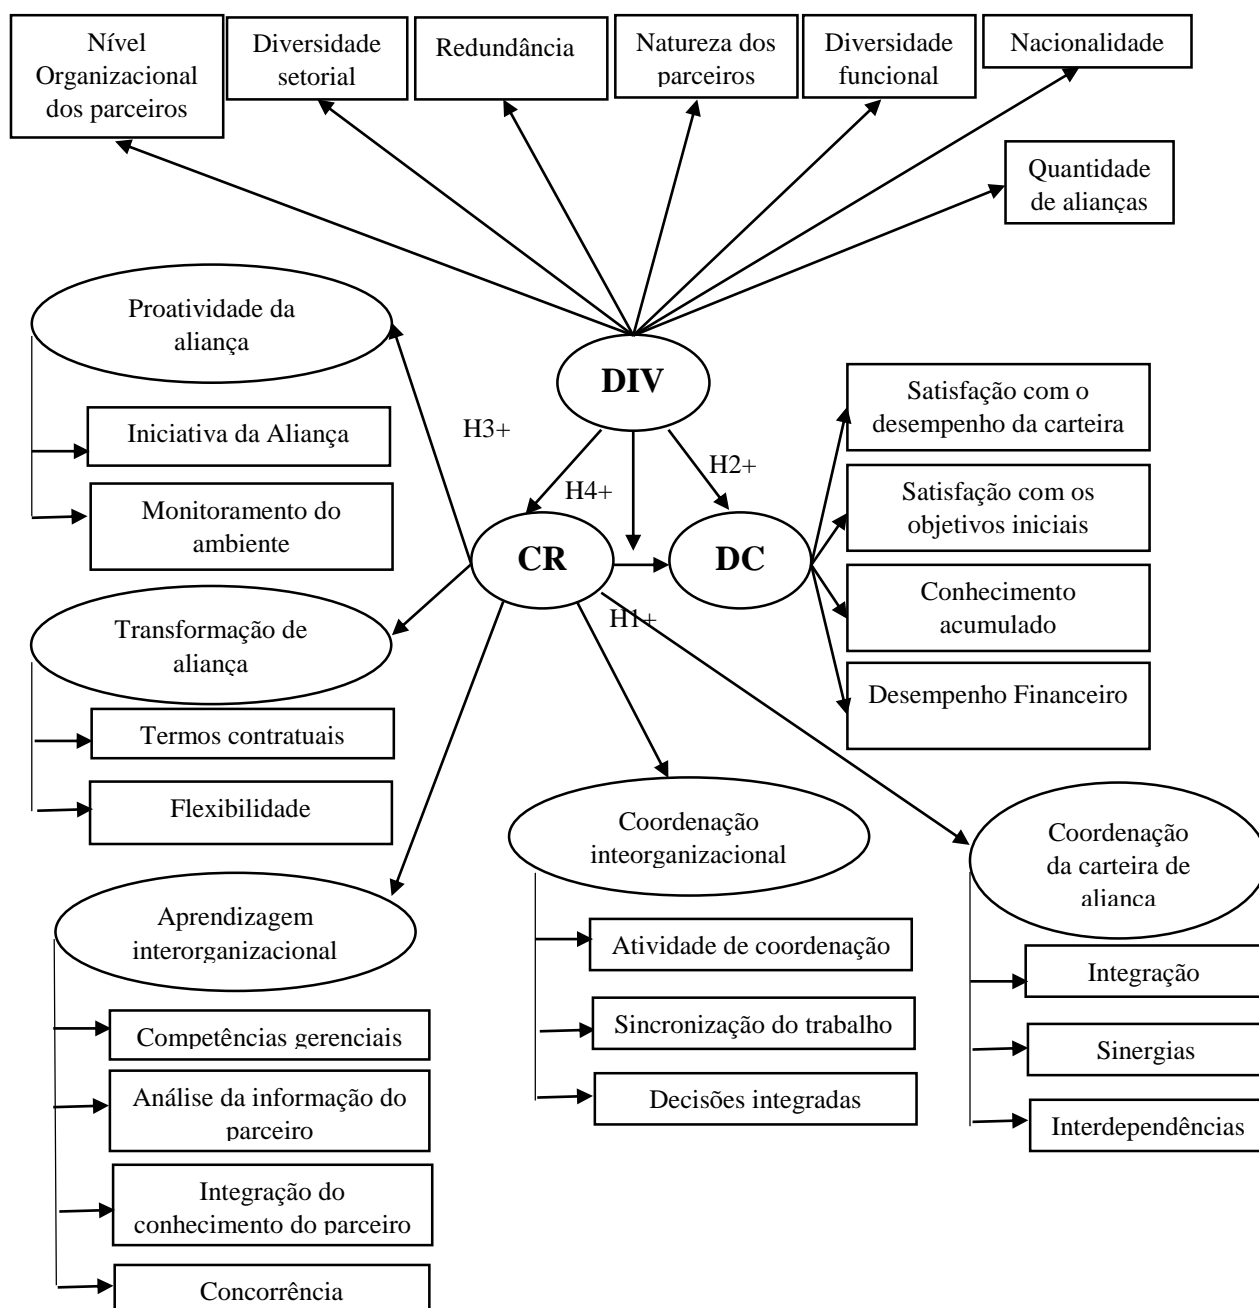 Nível
Organizacional
dos parceiros
Diversidade
setorial
Redundância
Natureza dos
parceiros
Diversidade
funcional
Nacionalidade
Quantidade
de alianças
Proatividade da
aliança
Iniciativa da Aliança
Monitoramento do
ambiente
DIV
H3+
H4+
H2+
Satisfação com o
desempenho da carteira
Satisfação com os
objetivos iniciais
Conhecimento
acumulado
Desempenho Financeiro
CR
DC
H1+
Transformação de
aliança
Termos contratuais
Flexibilidade
Coordenação
inteorganizacional
Atividade de coordenação
Sincronização do trabalho
Decisões integradas
Coordenação
da carteira de
aliança
Integração
Sinergias
Interdependências
Aprendizagem
interorganizacional
Competências gerenciais
Análise da informação do
parceiro
Integração do
conhecimento do parceiro
Concorrência